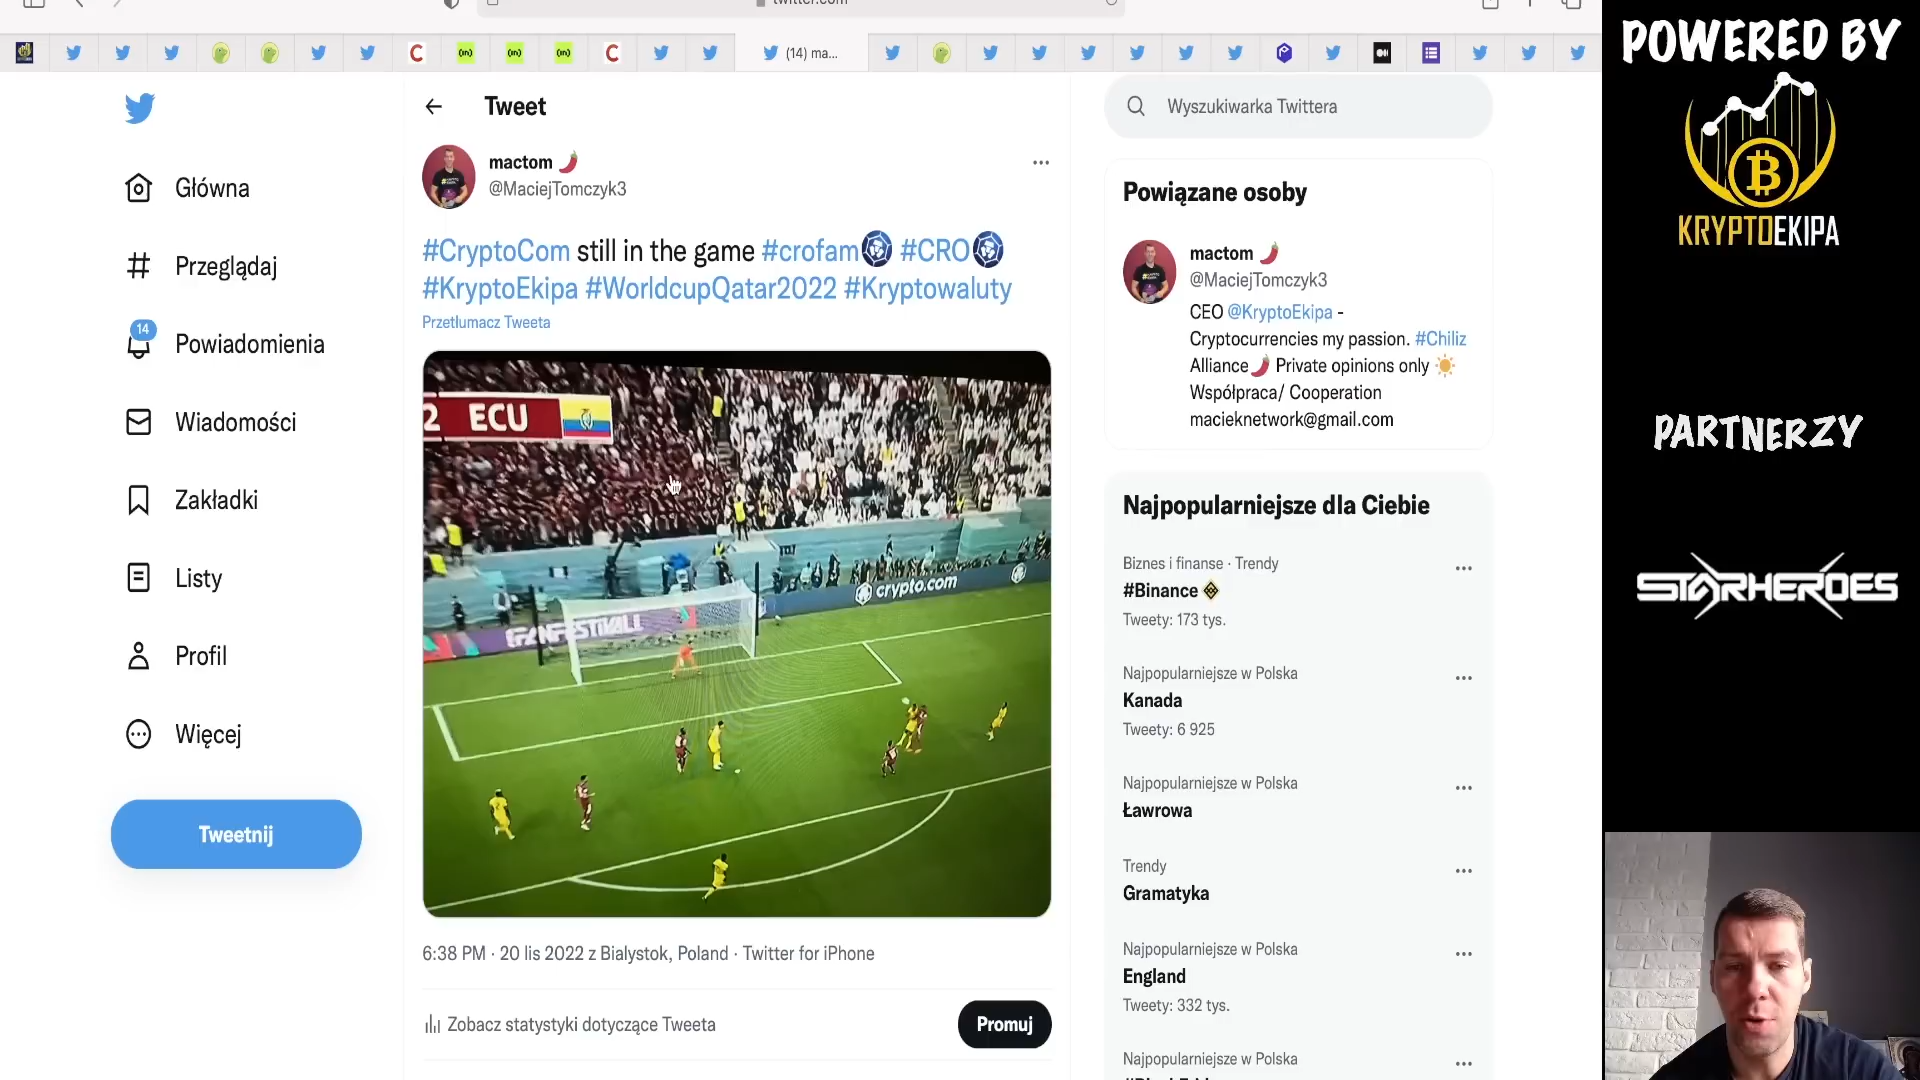 twitter.com
(14) ma...
POWERED BY
KRYPTOEKIPA
PARTNERZY
STARHEROES
Główna
Przeglądaj
14
Powiadomienia
Wiadomości
Zakładki
Listy
Profil
Więcej
Tweetnij
Tweet
mactom
@MaciejTomczyk3
#CryptoCom still in the game #crofam #CRO
#KryptoEkipa #WorldcupQatar2022 #Kryptowaluty
Przetłumacz Tweeta
2 ECU
crypto.com
FANFESTIVAL
6:38 PM · 20 lis 2022 z Bialystok, Poland · Twitter for iPhone
Zobacz statystyki dotyczące Tweeta
Promuj
Wyszukiwarka Twittera
Powiązane osoby
mactom
@MaciejTomczyk3
CEO @KryptoEkipa -
Cryptocurrencies my passion. #Chiliz
Alliance Private opinions only
Współpraca/ Cooperation
macieknetwork@gmail.com
Najpopularniejsze dla Ciebie
Biznes i finanse · Trendy
#Binance
Tweety: 173 tys.
Najpopularniejsze w Polska
Kanada
Tweety: 6 925
Najpopularniejsze w Polska
Ławrowa
Trendy
Gramatyka
Najpopularniejsze w Polska
England
Tweety: 332 tys.
Najpopularniejsze w Polska